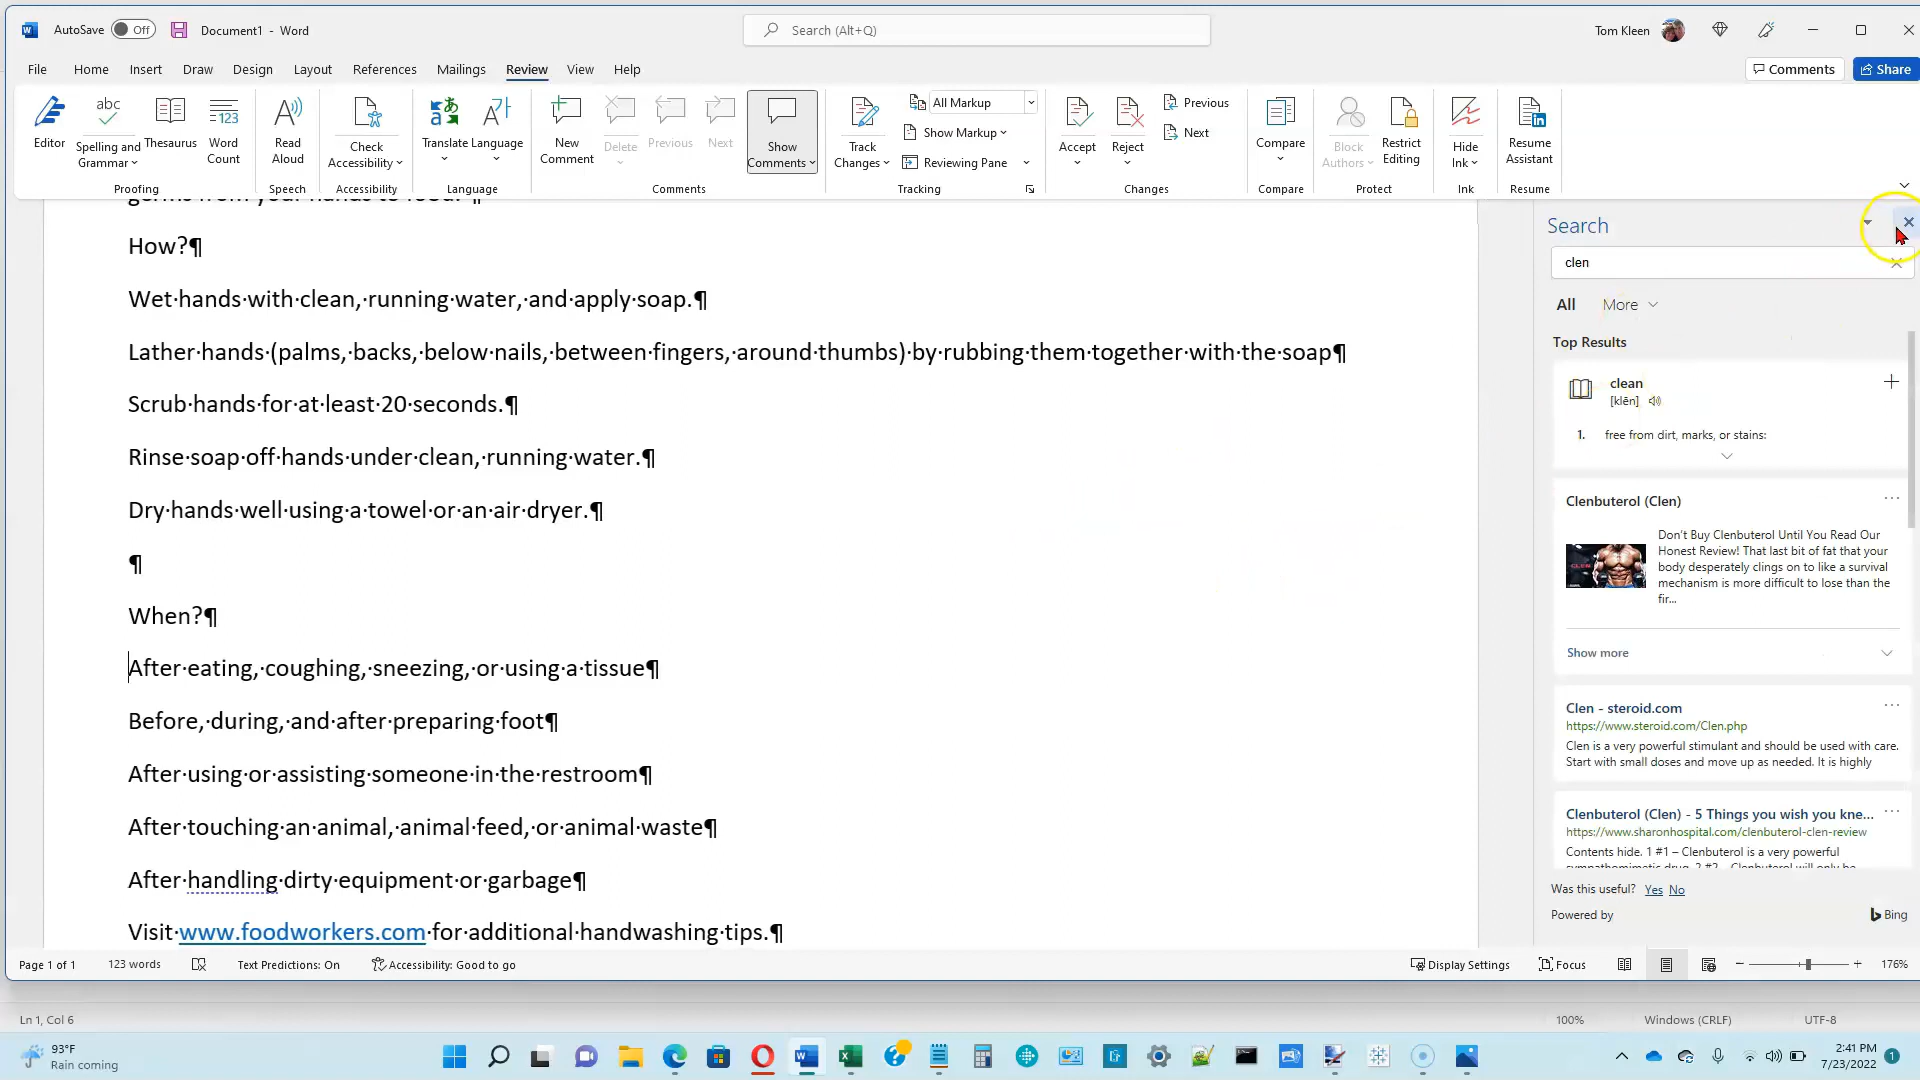 AutoSave Off Document1 - Word Search (Alt+Q) Tom Kleen
File Home Insert Draw Design Layout References Mailings Review View Help Comments Share
Editor
abc Spelling and Grammar
Thesaurus
123 Word Count
Proofing
Read Aloud
Speech
Check Accessibility
Accessibility
Translate Language
Language
New Comment
Delete Previous Next
Show Comments
Comments
Track Changes
All Markup
Show Markup
Reviewing Pane
Tracking
Accept Reject
Previous
Next
Changes
Compare
Compare
Block Authors
Restrict Editing
Protect
Hide Ink
Ink
Resume Assistant
Resume
germs from your hands to food. ¶
How?¶
Wet·hands·with·clean,·running·water,·and·apply·soap.¶
Lather·hands·(palms,·backs,·below·nails,·between·fingers,·around·thumbs)·by·rubbing·them·together·with·the·soap¶
Scrub·hands·for·at·least·20·seconds.¶
Rinse·soap·off·hands·under·clean,·running·water.¶
Dry·hands·well·using·a·towel·or·an·air·dryer.¶
¶
When?¶
After·eating,·coughing,·sneezing,·or·using·a·tissue¶
Before,·during,·and·after·preparing·foot¶
After·using·or·assisting·someone·in·the·restroom¶
After·touching·an·animal,·animal·feed,·or·animal·waste¶
After·handling·dirty·equipment·or·garbage¶
Visit·www.foodworkers.com·for·additional·handwashing·tips.¶
Search
clen
All More
Top Results
clean
[klēn]
1. free from dirt, marks, or stains:
Clenbuterol (Clen)
Don't Buy Clenbuterol Until You Read Our
Honest Review! That last bit of fat that your
body desperately clings on to like a survival
mechanism is more difficult to lose than the
fir...
Show more
Clen - steroid.com
https://www.steroid.com/Clen.php
Clen is a very powerful stimulant and should be used with care.
Start with small doses and move up as needed. It is highly
Clenbuterol (Clen) - 5 Things you wish you kne...
https://www.sharonhospital.com/clenbuterol-clen-review
Contents hide. 1 #1 – Clenbuterol is a very powerful
Was this useful? Yes No
Powered by Bing
Page 1 of 1 123 words Text Predictions: On Accessibility: Good to go Display Settings Focus 176%
Ln 1, Col 6 100% Windows (CRLF) UTF-8
93°F
Rain coming
2:41 PM
7/23/2022 1